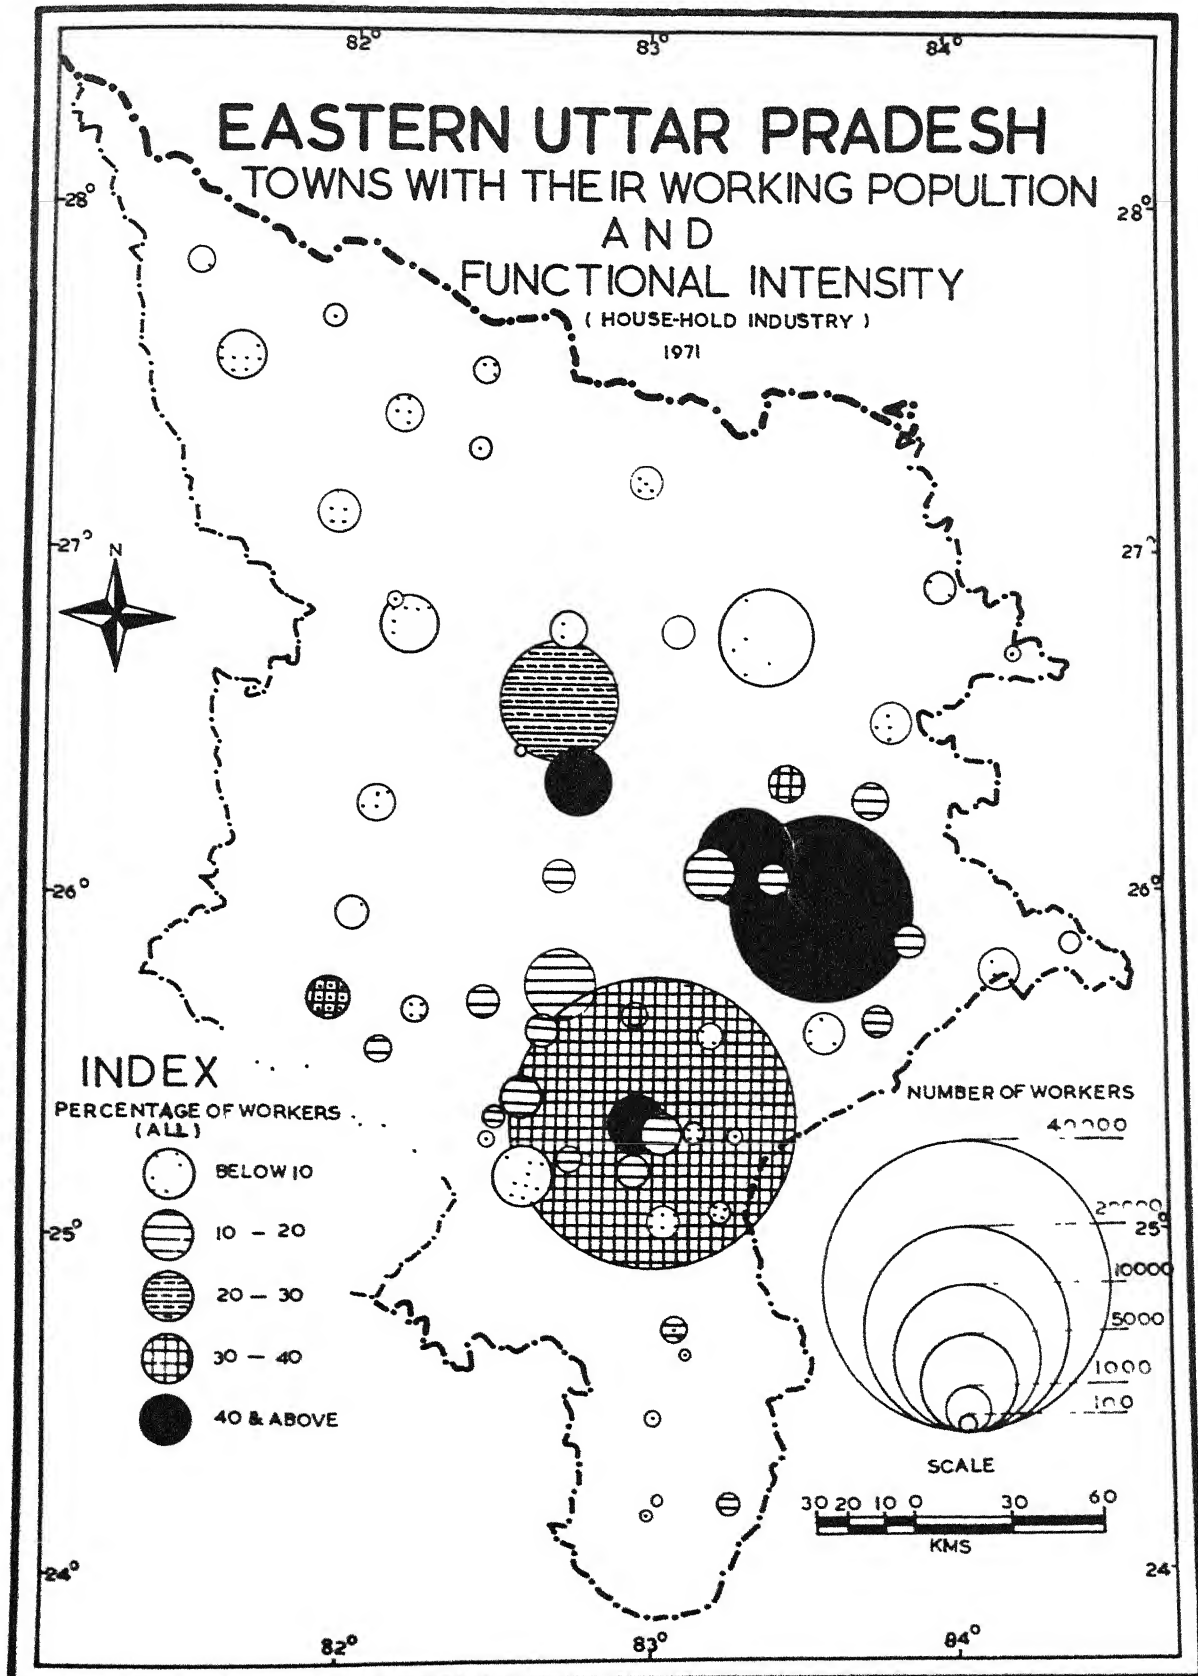 82° 83° 84°
EASTERN UTTAR PRADESH
TOWNS WITH THEIR WORKING POPULTION
AND
FUNCTIONAL INTENSITY
( HOUSE-HOLD INDUSTRY )
1971
28° 28°
N
27° 27°
26° 26°
INDEX
PERCENTAGE OF WORKERS
(ALL)
BELOW 10
10 - 20
20 - 30
30 - 40
40 & ABOVE
25° 25°
NUMBER OF WORKERS
40000
20000
10000
5000
1000
100
SCALE
30 20 10 0 30 60
KMS
24° 24°
82° 83° 84°